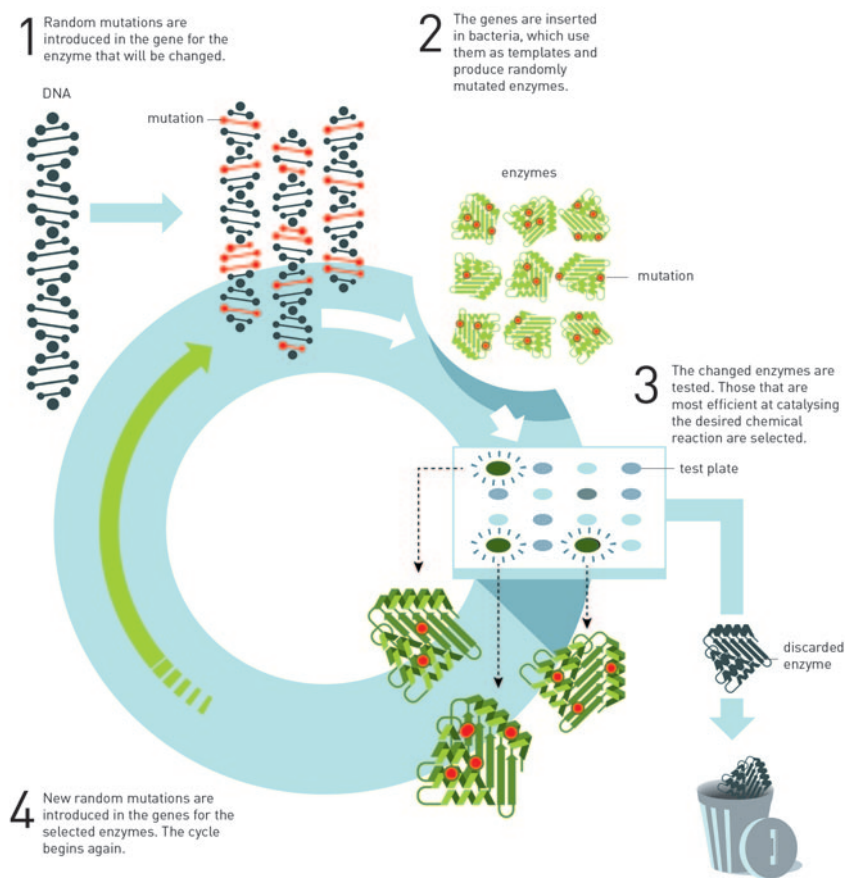 1
Random mutations are
introduced in the gene for the
enzyme that will be changed.
DNA
mutation
2
The genes are inserted
in bacteria, which use
them as templates and
produce randomly
mutated enzymes.
enzymes
mutation
3
The changed enzymes are
tested. Those that are
most efficient at catalysing
the desired chemical
reaction are selected.
test plate
discarded
enzyme
4
New random mutations are
introduced in the genes for the
selected enzymes. The cycle
begins again.